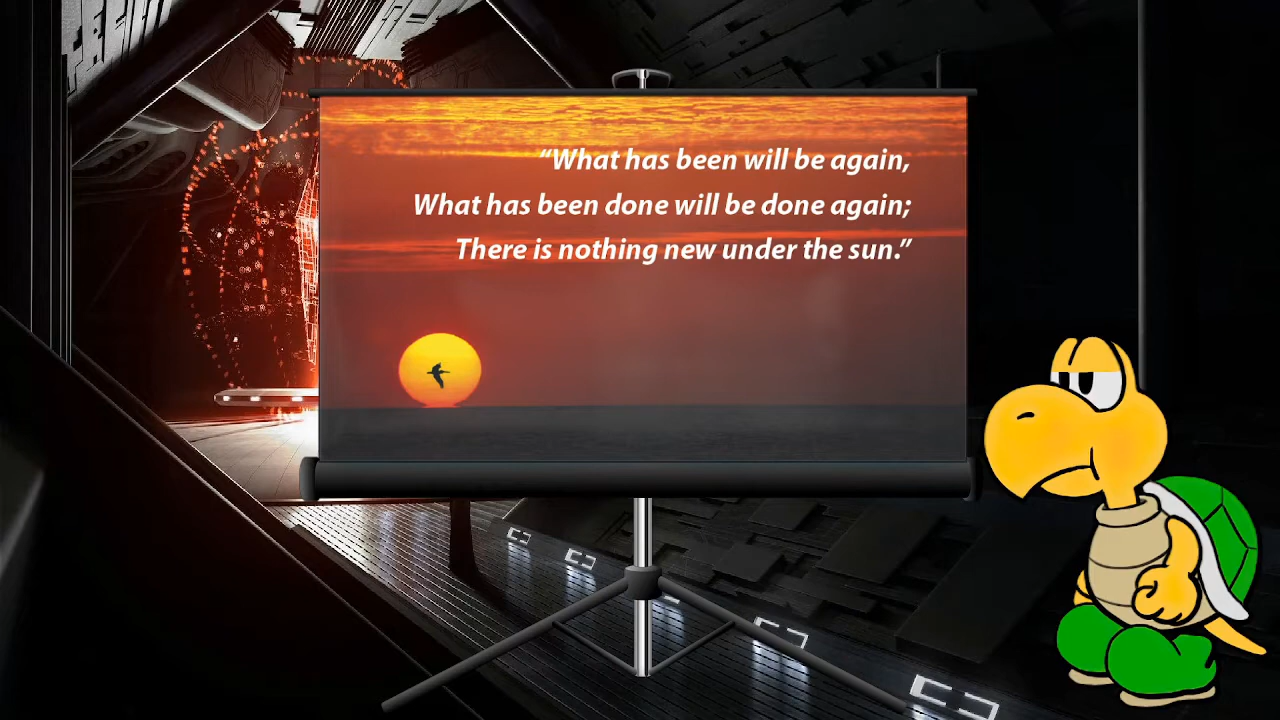 “What has been will be again,
What has been done will be done again;
There is nothing new under the sun.”